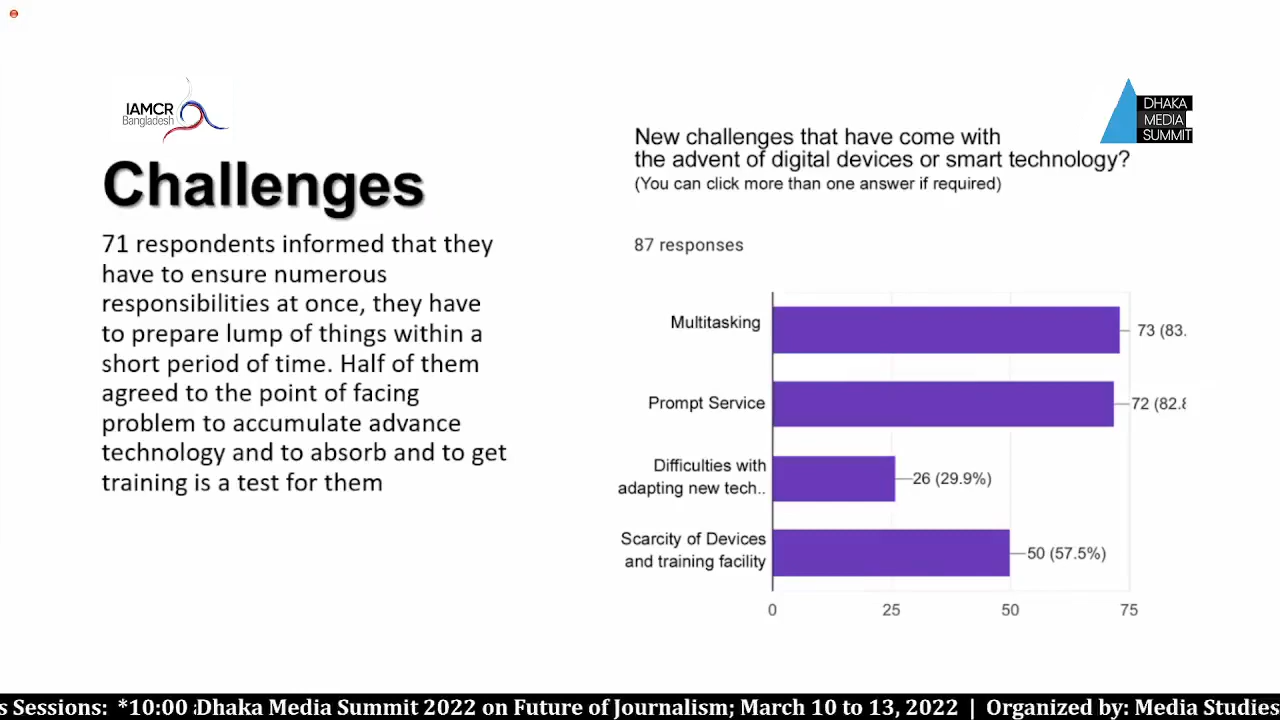 IAMCR
Bangladesh
DHAKA
MEDIA
SUMMIT
Challenges
71 respondents informed that they
have to ensure numerous
responsibilities at once, they have
to prepare lump of things within a
short period of time. Half of them
agreed to the point of facing
problem to accumulate advance
technology and to absorb and to get
training is a test for them
New challenges that have come with
the advent of digital devices or smart technology?
(You can click more than one answer if required)
87 responses
Multitasking
73 (83.
Prompt Service
72 (82.8
Difficulties with
adapting new tech..
26 (29.9%)
Scarcity of Devices
and training facility
50 (57.5%)
0 25 50 75
s Sessions: *10:00 Dhaka Media Summit 2022 on Future of Journalism; March 10 to 13, 2022 | Organized by: Media Studies